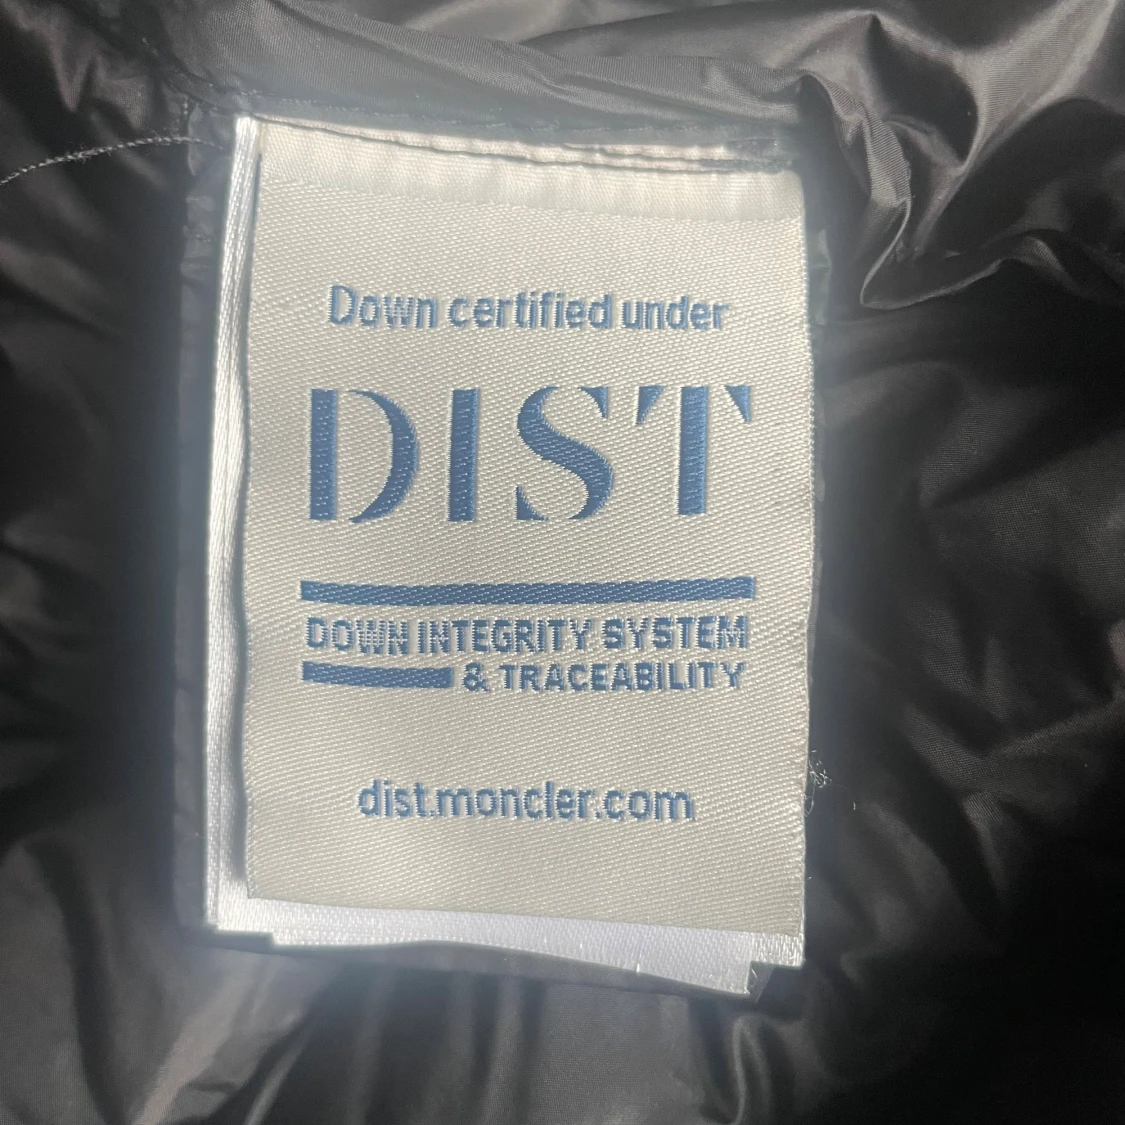 Down certified under
DIST
DOWN INTEGRITY SYSTEM
& TRACEABILITY
dist.moncler.com